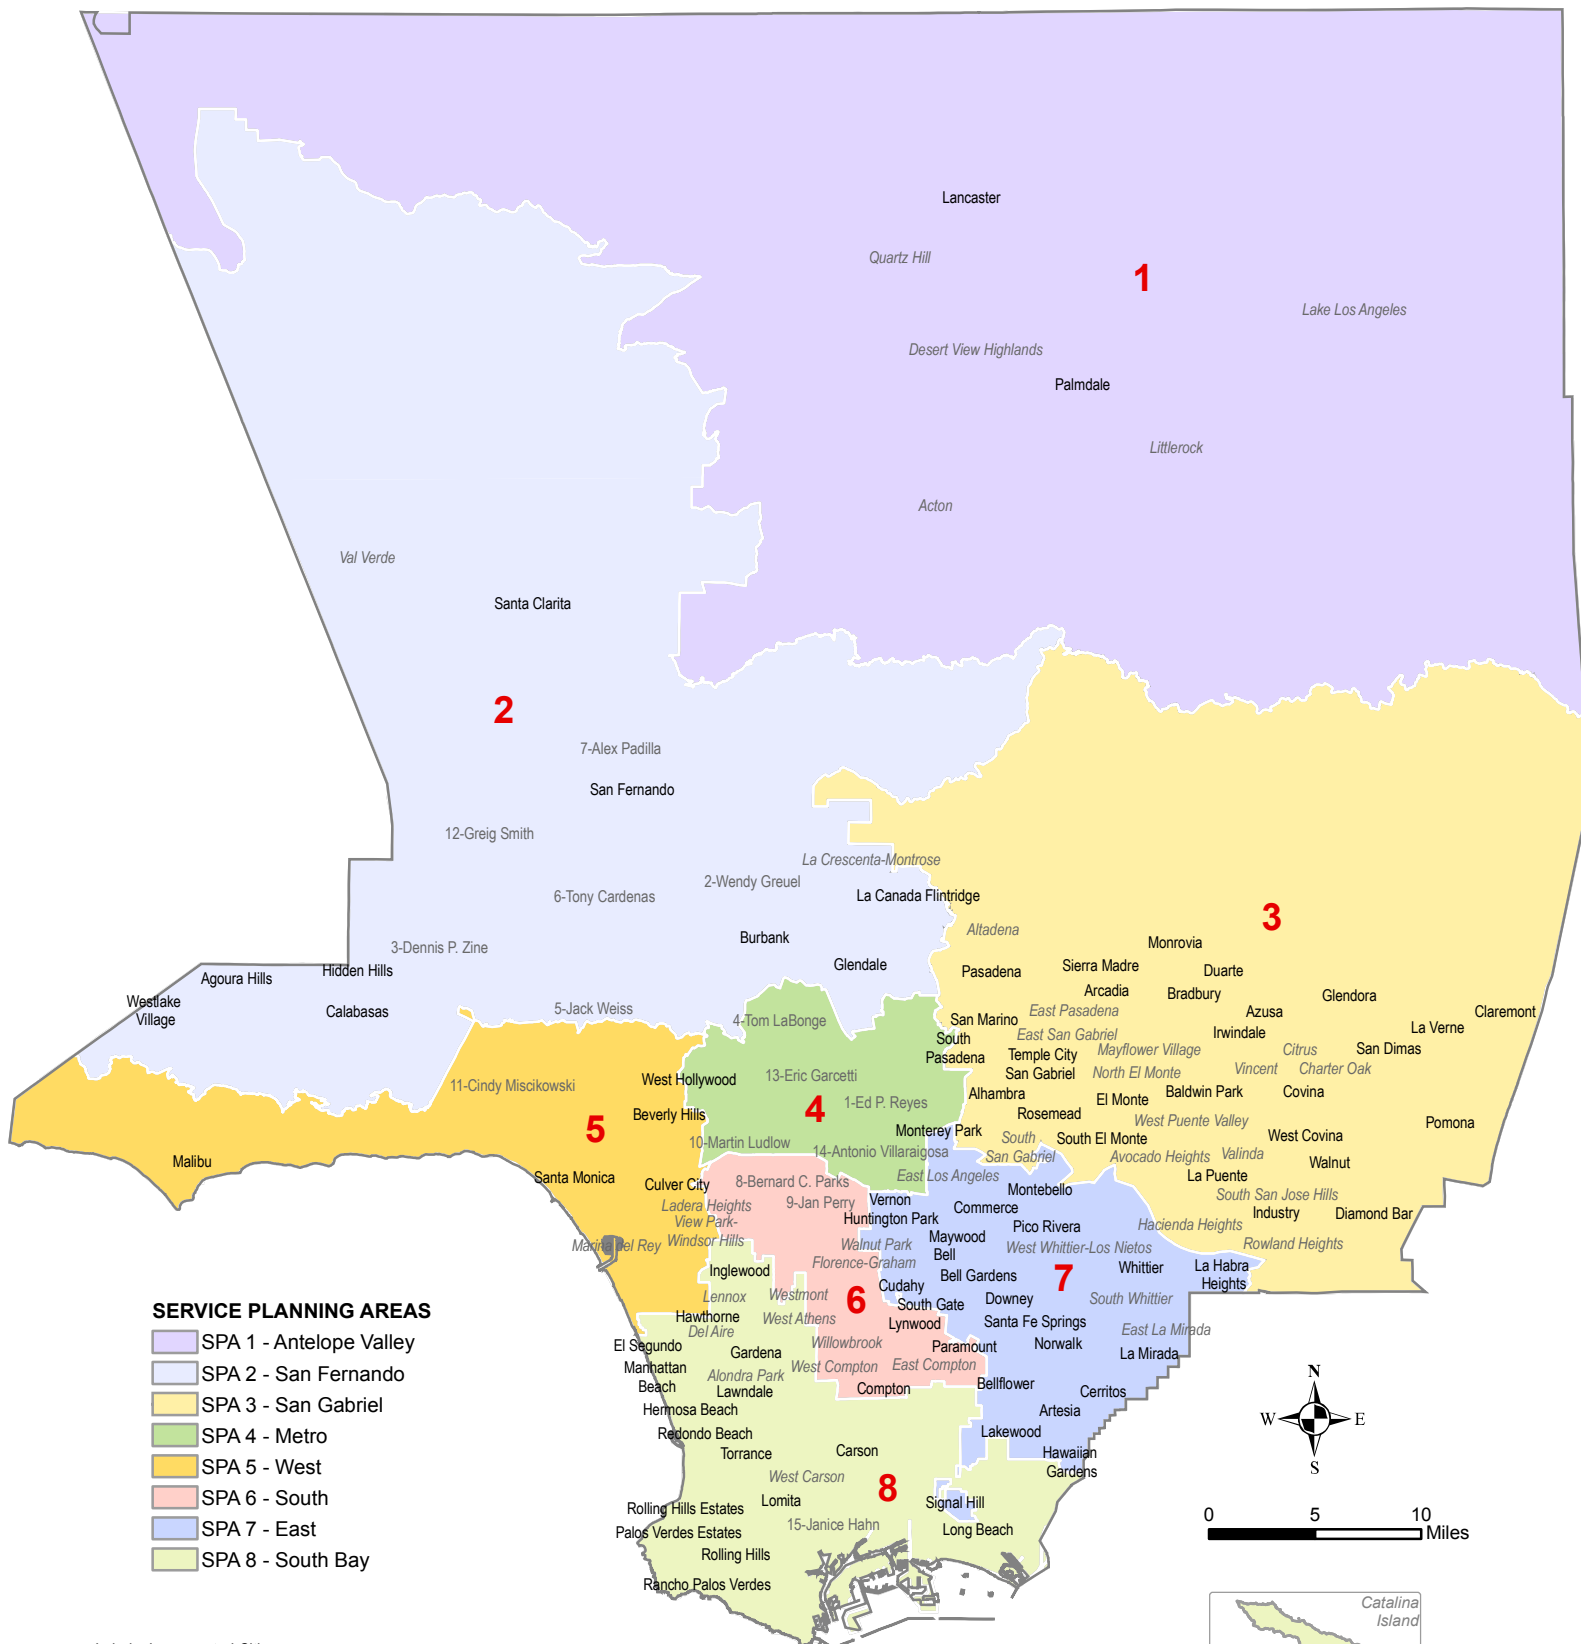 Lancaster
Quartz Hill
1
Lake Los Angeles
Desert View Highlands
Palmdale
Littlerock
Acton
Val Verde
Santa Clarita
2
7-Alex Padilla
San Fernando
12-Greig Smith
La Crescenta-Montrose
2-Wendy Greuel
6-Tony Cardenas
La Canada Flintridge
3
Altadena
Burbank
Monrovia
3-Dennis P. Zine
Glendale
Pasadena
Sierra Madre
Duarte
Hidden Hills
Agoura Hills
Arcadia
Bradbury
Glendora
Westlake
Village
Calabasas
5-Jack Weiss
4-Tom LaBonge
San Marino
East Pasadena
Azusa
Claremont
South
Pasadena
East San Gabriel
Irwindale
La Verne
Temple City
Mayflower Village
Citrus
San Dimas
San Gabriel
North El Monte
Vincent
Charter Oak
11-Cindy Miscikowski
West Hollywood
13-Eric Garcetti
Alhambra
El Monte
Baldwin Park
Covina
Beverly Hills
4
1-Ed P. Reyes
Rosemead
West Puente Valley
Pomona
5
10-Martin Ludlow
14-Antonio Villaraigosa
Monterey Park
South
San Gabriel
South El Monte
West Covina
Avocado Heights
Valinda
Walnut
Malibu
Santa Monica
Culver City
8-Bernard C. Parks
East Los Angeles
La Puente
Montebello
South San Jose Hills
Ladera Heights
9-Jan Perry
Vernon
Commerce
Industry
Diamond Bar
View Park-
Windsor Hills
Huntington Park
Pico Rivera
Hacienda Heights
Marina del Rey
Walnut Park
Maywood
Bell
West Whittier-Los Nietos
Rowland Heights
Florence-Graham
Inglewood
Bell Gardens
7
Whittier
La Habra
Heights
Lennox
Westmont
6
Cudahy
South Gate
Downey
South Whittier
Hawthorne
West Athens
Lynwood
Santa Fe Springs
East La Mirada
Del Aire
El Segundo
Gardena
Willowbrook
Paramount
Norwalk
La Mirada
Manhattan
Beach
Alondra Park
West Compton
East Compton
Lawndale
Compton
Bellflower
Cerritos
Hermosa Beach
Artesia
Redondo Beach
Lakewood
Torrance
Carson
Hawaiian
Gardens
West Carson
8
Rolling Hills Estates
Lomita
Signal Hill
Palos Verdes Estates
15-Janice Hahn
Long Beach
Rolling Hills
Rancho Palos Verdes
SERVICE PLANNING AREAS
SPA 1 - Antelope Valley
SPA 2 - San Fernando
SPA 3 - San Gabriel
SPA 4 - Metro
SPA 5 - West
SPA 6 - South
SPA 7 - East
SPA 8 - South Bay
N
W E
S
0 5 10
Miles
Catalina
Island